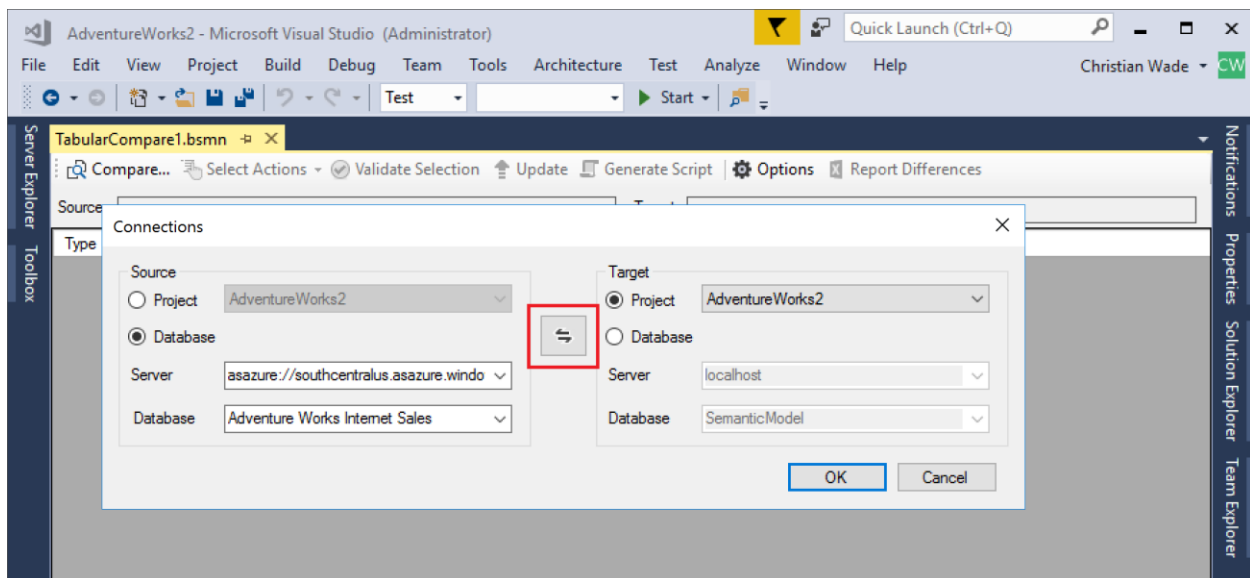 AdventureWorks2 - Microsoft Visual Studio (Administrator)
Quick Launch (Ctrl+Q)
File Edit View Project Build Debug Team Tools Architecture Test Analyze Window Help
Christian Wade CW
Test
Start
Server Explorer
Toolbox
TabularCompare1.bsmn
Compare... Select Actions Validate Selection Update Generate Script Options Report Differences
Source
Type
Connections
Source
Project AdventureWorks2
Database
Server asazure://southcentralus.asazure.windo
Database Adventure Works Internet Sales
Target
Project AdventureWorks2
Database
Server localhost
Database SemanticModel
OK Cancel
Notifications
Properties
Solution Explorer
Team Explorer